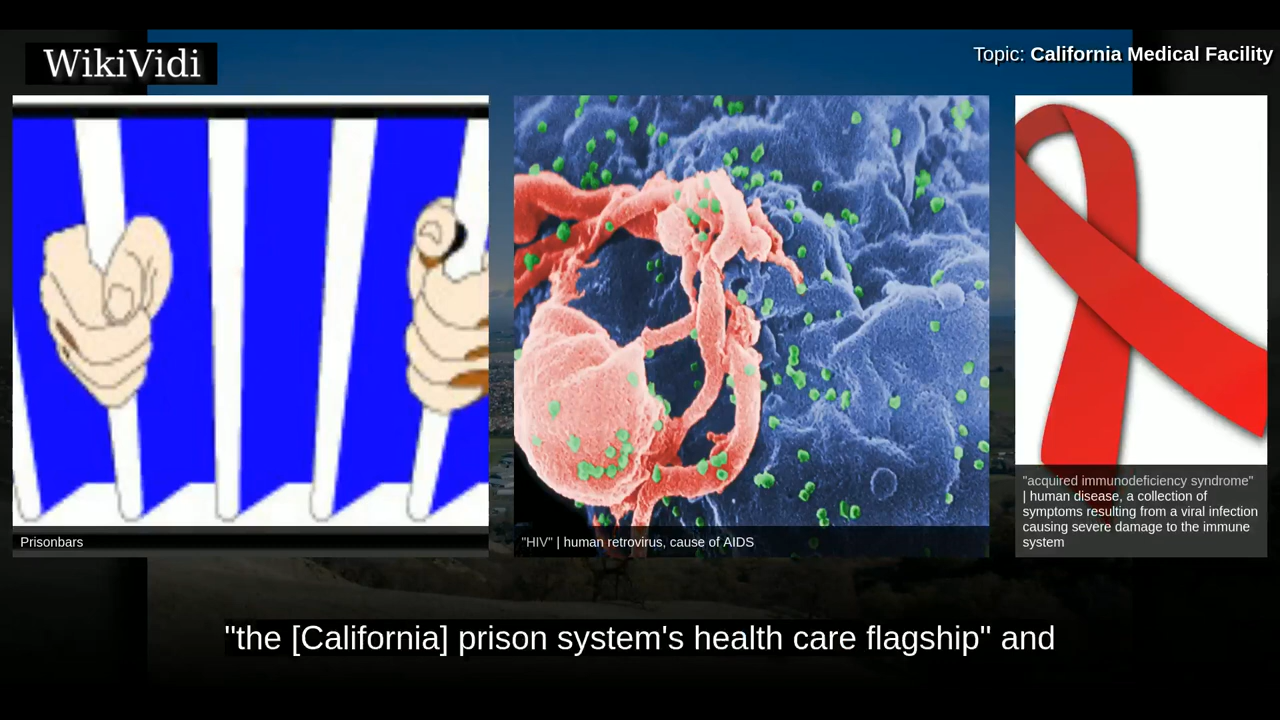 WikiVidi
Topic: California Medical Facility
Prisonbars
"HIV" | human retrovirus, cause of AIDS
"acquired immunodeficiency syndrome"
| human disease, a collection of
symptoms resulting from a viral infection
causing severe damage to the immune
system
"the [California] prison system's health care flagship" and